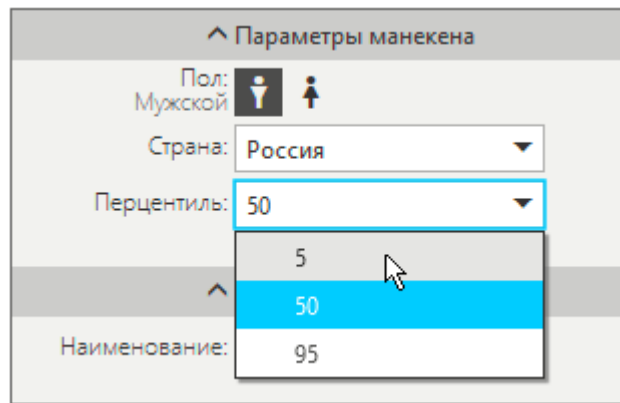 Параметры манекена
Пол:
Мужской
Страна: Россия
Перцентиль: 50
5
50
Наименование: 95